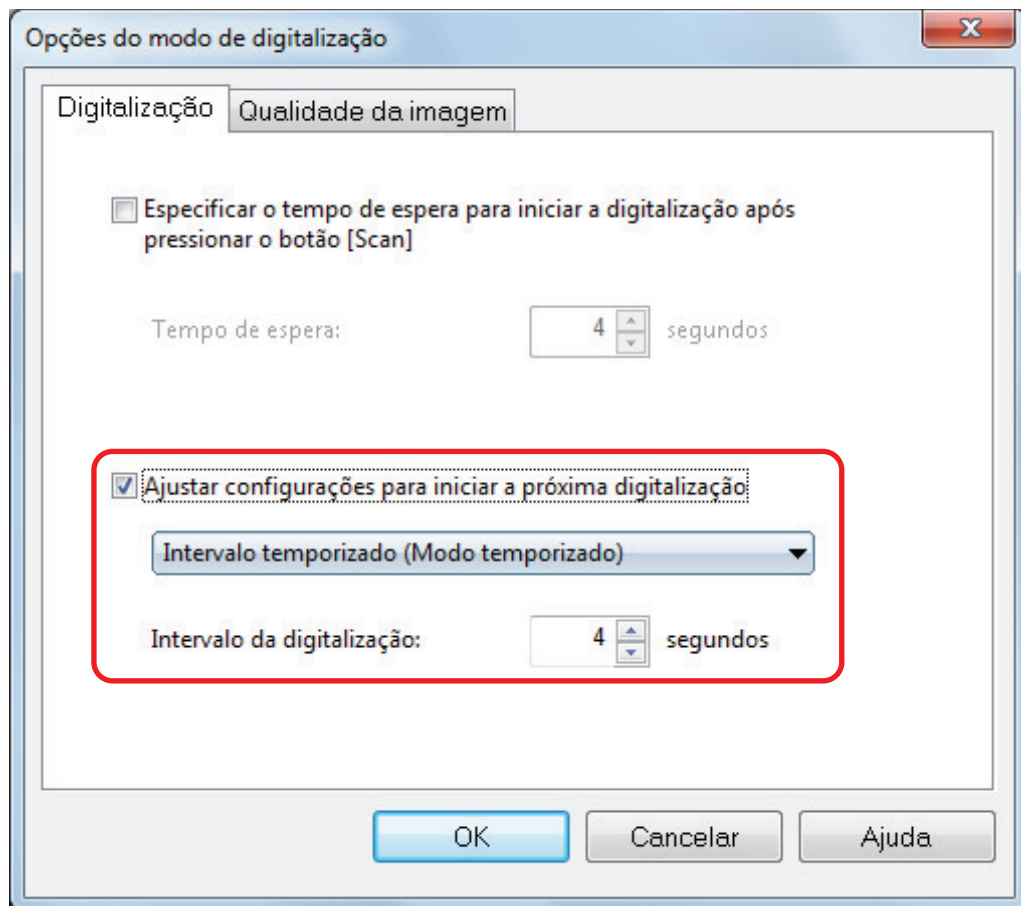 Opções do modo de digitalização
Digitalização
Qualidade da imagem
Especificar o tempo de espera para iniciar a digitalização após
pressionar o botão [Scan]
Tempo de espera:
4
segundos
Ajustar configurações para iniciar a próxima digitalização
Intervalo temporizado (Modo temporizado)
Intervalo da digitalização:
4
segundos
OK
Cancelar
Ajuda